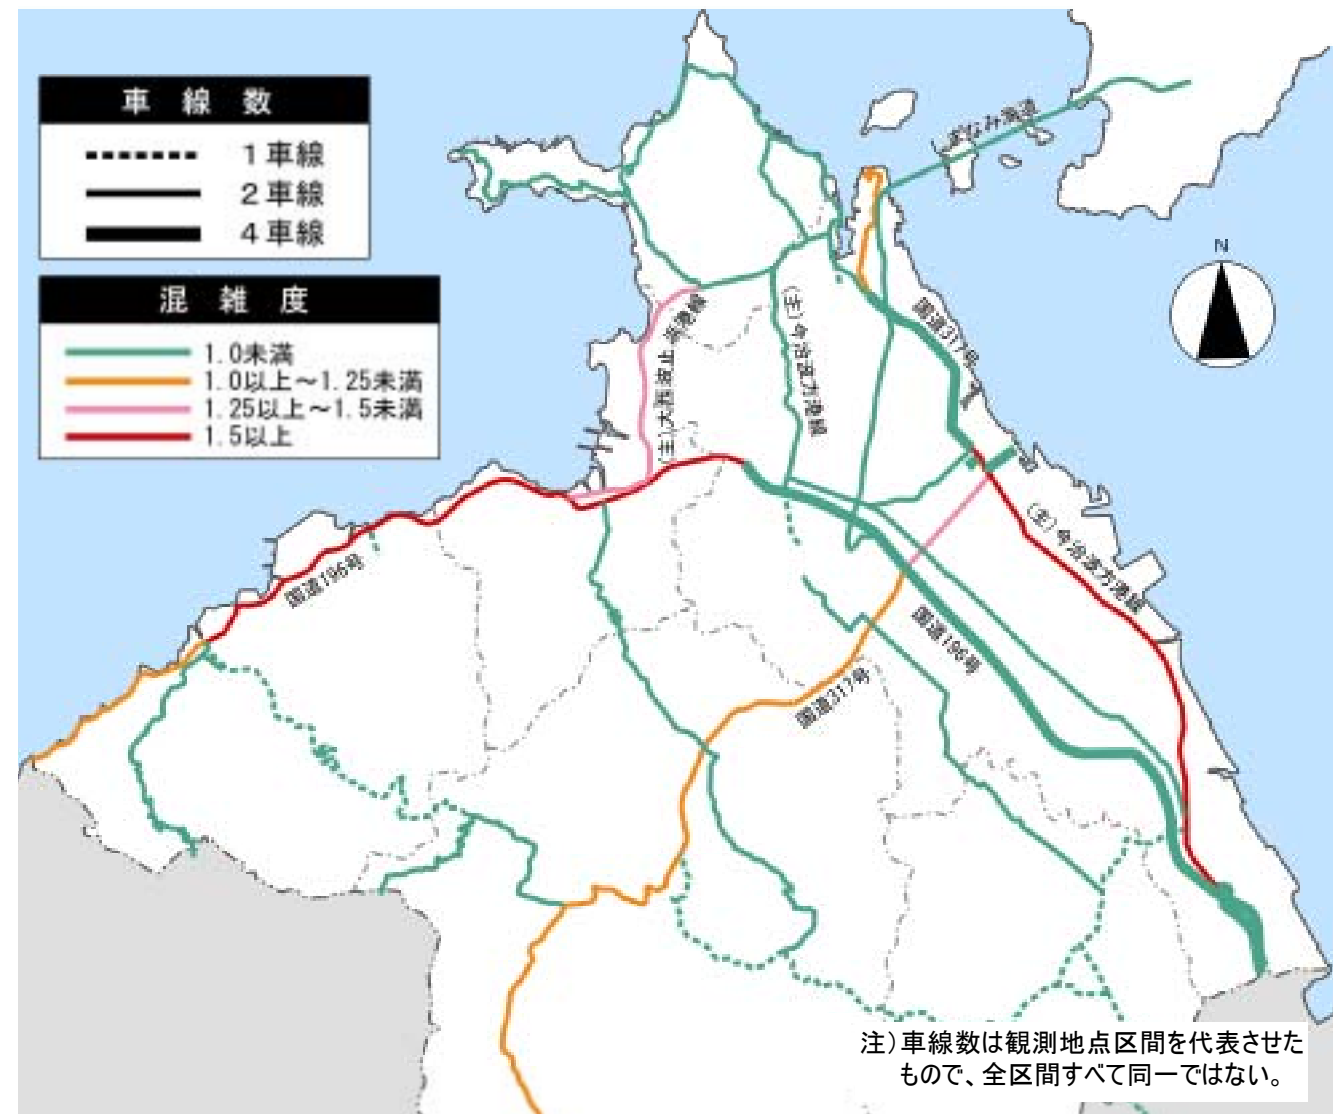 車線数
1車線
2車線
4車線
混雑度
1.0未満
1.0以上～1.25未満
1.25以上～1.5未満
1.5以上
しまなみ海道
N
国道317号
(主)今治波方港線
(主)大西波止浜港線
(主)今治波方港線
国道196号
国道196号
国道317号
注)車線数は観測地点区間を代表させた
もので、全区間すべて同一ではない。